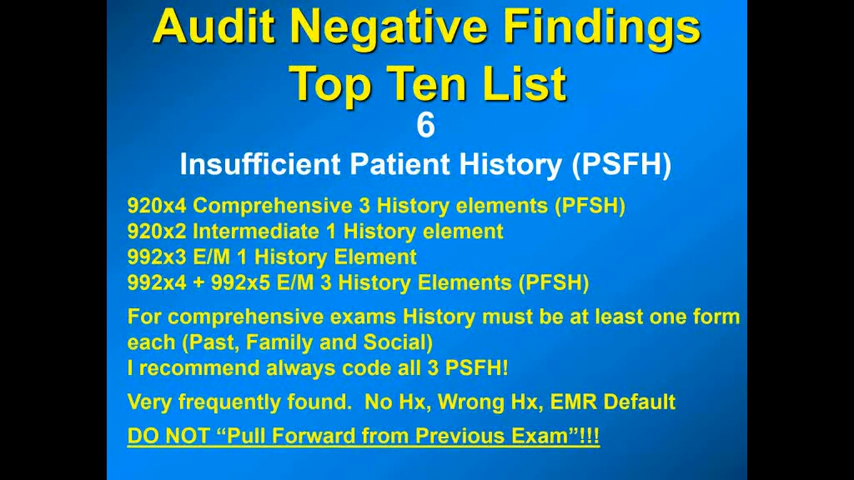 Audit Negative Findings
Top Ten List
6
Insufficient Patient History (PSFH)
920x4 Comprehensive 3 History elements (PFSH)
920x2 Intermediate 1 History element
992x3 E/M 1 History Element
992x4 + 992x5 E/M 3 History Elements (PFSH)
For comprehensive exams History must be at least one form
each (Past, Family and Social)
I recommend always code all 3 PSFH!
Very frequently found.  No Hx, Wrong Hx, EMR Default
DO NOT “Pull Forward from Previous Exam”!!!